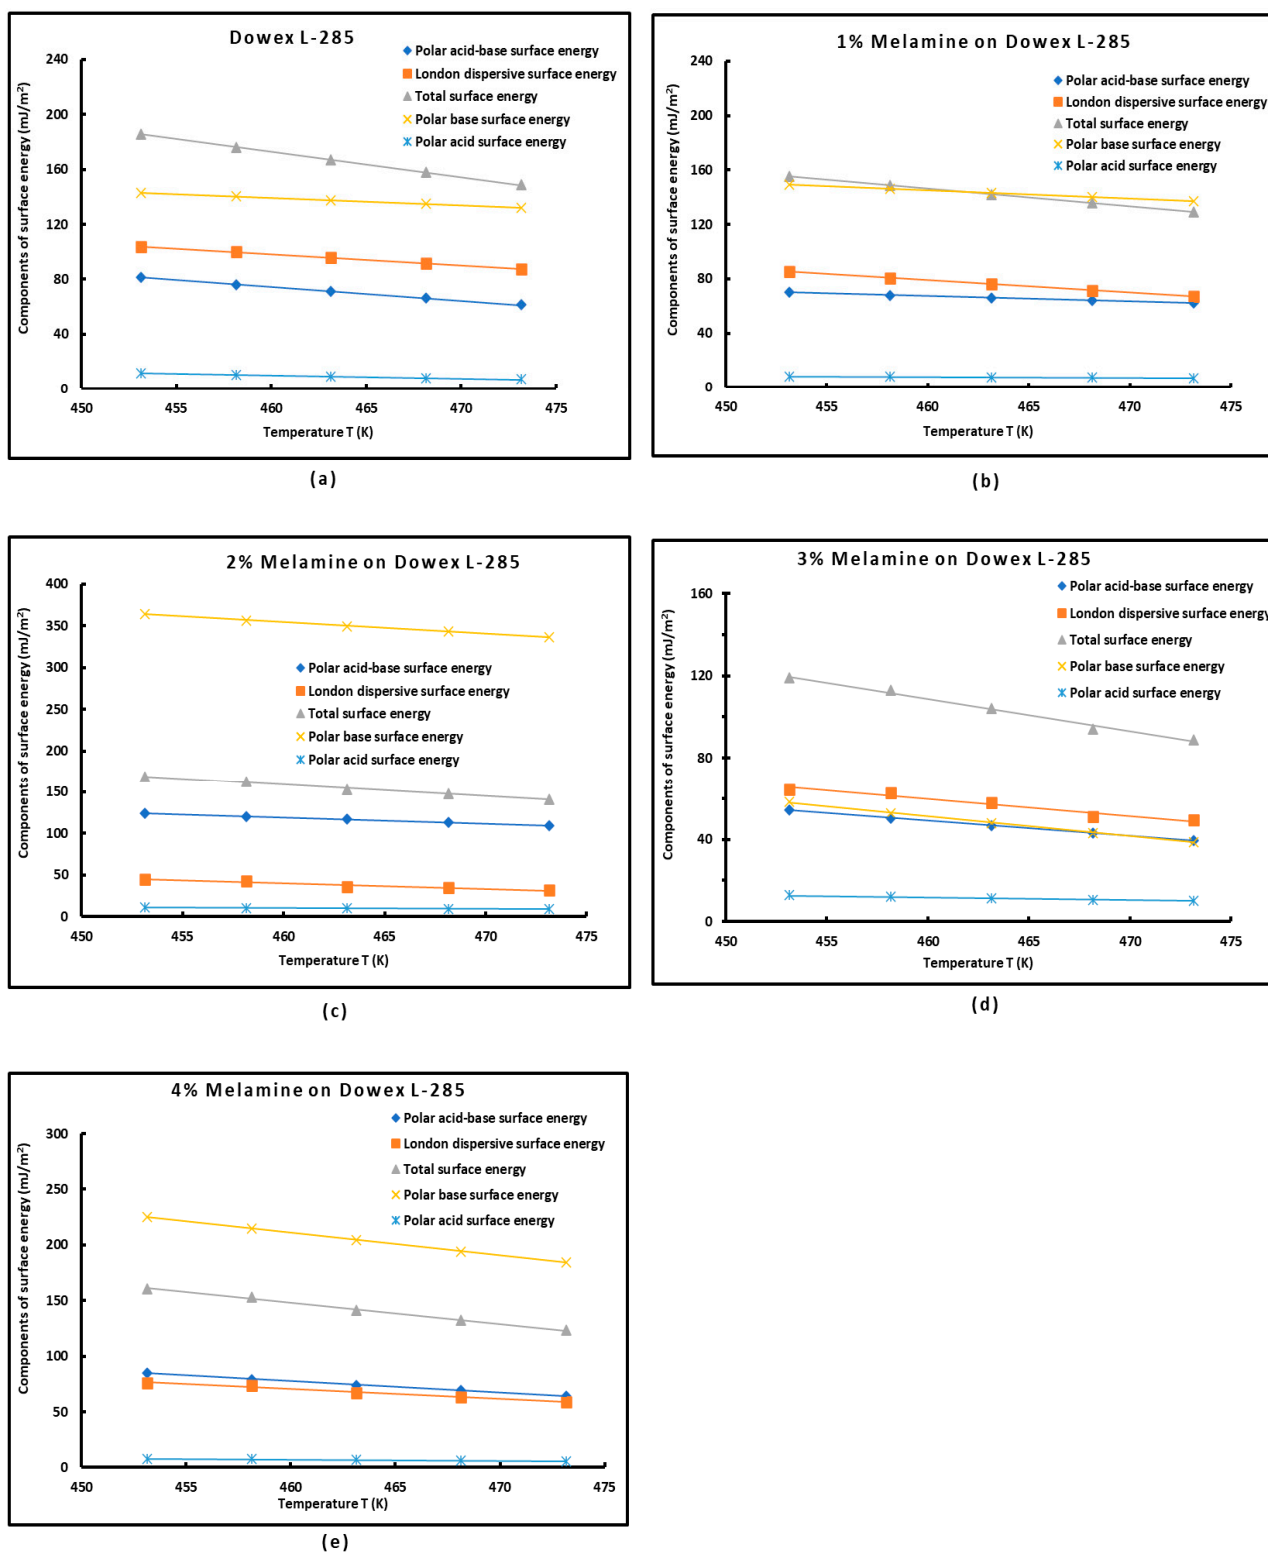 Dowex L-285
Polar acid-base surface energy
London dispersive surface energy
Total surface energy
Polar base surface energy
Polar acid surface energy
Components of surface energy (mJ/m²)
240
200
160
120
80
40
0
450 455 460 465 470 475
Temperature T (K)
(a)
1% Melamine on Dowex L-285
Polar acid-base surface energy
London dispersive surface energy
Total surface energy
Polar base surface energy
Polar acid surface energy
Components of surface energy (mJ/m²)
240
200
160
120
80
40
0
450 455 460 465 470 475
Temperature T (K)
(b)
2% Melamine on Dowex L-285
Polar acid-base surface energy
London dispersive surface energy
Total surface energy
Polar base surface energy
Polar acid surface energy
Components of surface energy (mJ/m²)
400
350
300
250
200
150
100
50
0
450 455 460 465 470 475
Temperature T (K)
(c)
3% Melamine on Dowex L-285
Polar acid-base surface energy
London dispersive surface energy
Total surface energy
Polar base surface energy
Polar acid surface energy
Components of surface energy (mJ/m²)
160
120
80
40
0
450 455 460 465 470 475
Temperature T (K)
(d)
4% Melamine on Dowex L-285
Polar acid-base surface energy
London dispersive surface energy
Total surface energy
Polar base surface energy
Polar acid surface energy
Components of surface energy (mJ/m²)
300
250
200
150
100
50
0
450 455 460 465 470 475
Temperature T (K)
(e)